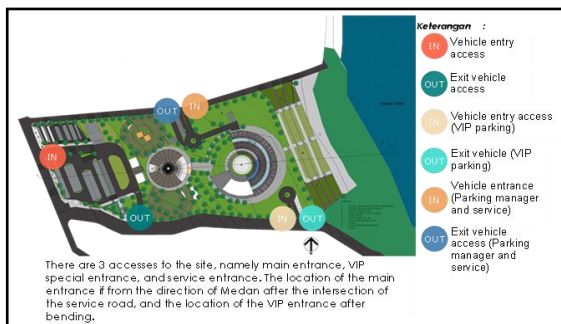 Keterangan :
IN Vehicle entry
access
OUT Exit vehicle
access
IN Vehicle entry access
(VIP parking)
OUT Exit vehicle (VIP
parking)
IN Vehicle entrance
(Parking manager
and service)
OUT Exit vehicle
access (Parking
manager and
service)
OUT
IN
IN
OUT
IN
OUT
There are 3 accesses to the site, namely main entrance, VIP
special entrance, and service entrance. The location of the main
entrance if from the direction of Medan after the intersection of
the service road, and the location of the VIP entrance after
bending.